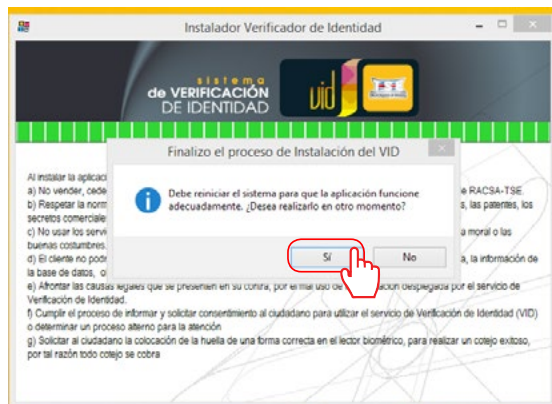 Instalador Verificador de Identidad
sistema
de VERIFICACIÓN
DE IDENTIDAD
vid
Finalizo el proceso de Instalación del VID
Al instalar la aplicac
a) No vender, cede
e RACSA-TSE.
b) Respetar la norm
s, las patentes, los
secretos comerciale
c) No usar los servi
a moral o las
buenas costumbres.
d) El cliente no podr
a, la información de
la base de datos, o
Debe reiniciar el sistema para que la aplicación funcione
adecuadamente. ¿Desea realizarlo en otro momento?
Sí
No
e) Afrontar las causas legales que se presenten en su contra, por el mal uso de desplegada por el servicio de
Verificación de Identidad.
f) Cumplir el proceso de informar y solicitar consentimiento al ciudadano para utilizar el servicio de Verificación de Identidad (VID)
o determinar un proceso alterno para la atención
g) Solicitar al ciudadano la colocación de la huella de una forma correcta en el lector biométrico, para realizar un cotejo exitoso,
por tal razón todo cotejo se cobra